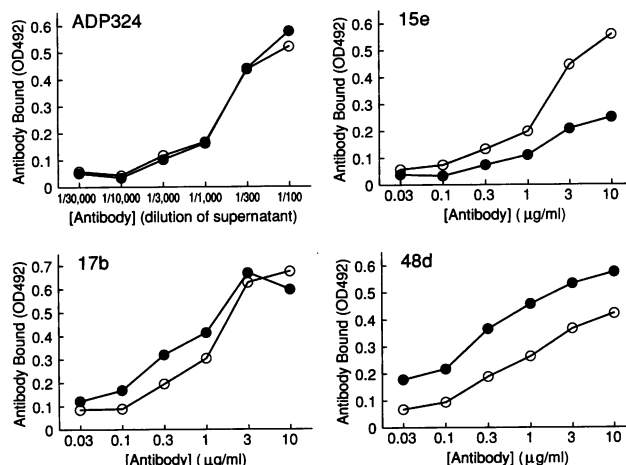 ADP324
Antibody Bound (OD492)
0.6
0.5
0.4
0.3
0.2
0.1
0
1/30,000 1/10,000 1/3,000 1/1,000 1/300 1/100
[Antibody] (dilution of supernatant)
15e
Antibody Bound (OD492)
0.6
0.5
0.4
0.3
0.2
0.1
0
0.03 0.1 0.3 1 3 10
[Antibody] ( µg/ml)
17b
Antibody Bound (OD492)
0.7
0.6
0.5
0.4
0.3
0.2
0.1
0
0.03 0.1 0.3 1 3 10
[Antibody] ( µg/ml)
48d
Antibody Bound (OD492)
0.6
0.5
0.4
0.3
0.2
0.1
0
0.03 0.1 0.3 1 3 10
[Antibody] ( µg/ml)